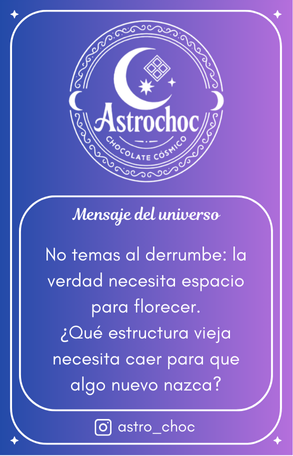 Astrochoc
CHOCOLATE CÓSMICO
Mensaje del universo
No temas al derrumbe: la
verdad necesita espacio
para florecer.
¿Qué estructura vieja
necesita caer para que
algo nuevo nazca?
astro_choc